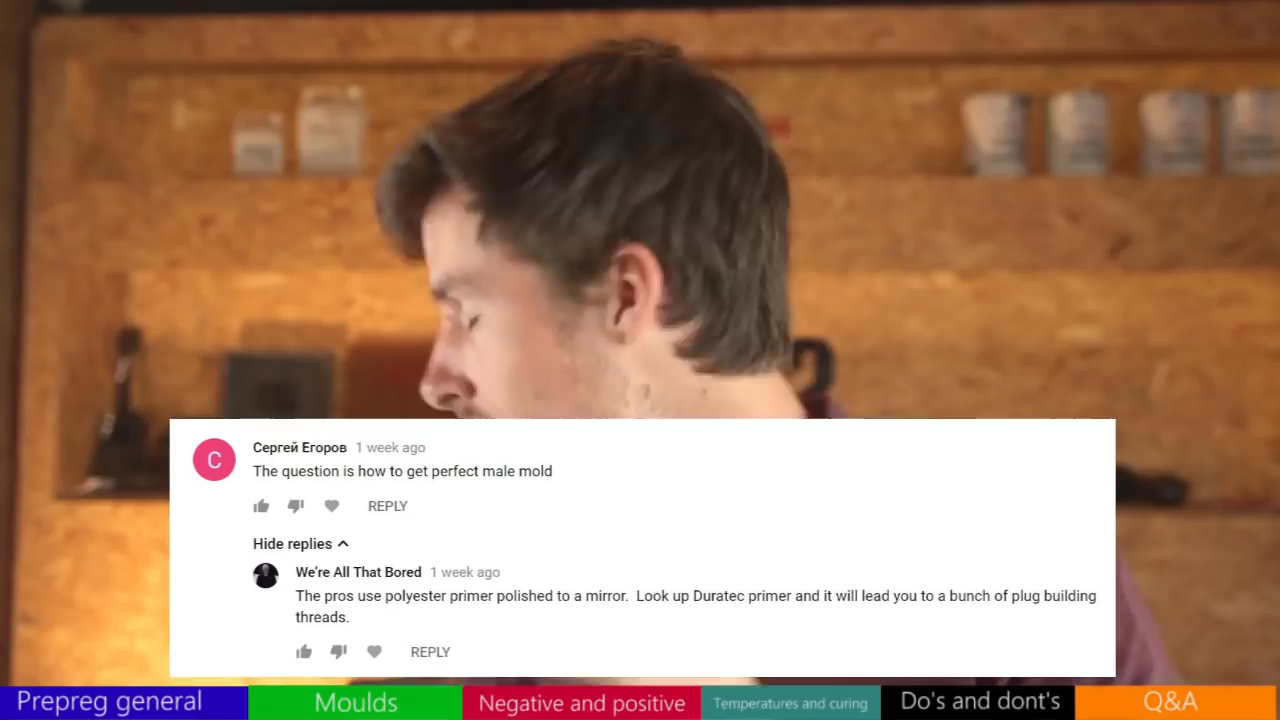 С
Сергей Егоров 1 week ago
The question is how to get perfect male mold
REPLY
Hide replies
We're All That Bored 1 week ago
The pros use polyester primer polished to a mirror. Look up Duratec primer and it will lead you to a bunch of plug building
threads.
REPLY
Prepreg general Moulds Negative and positive Temperatures and curing Do's and dont's Q&A